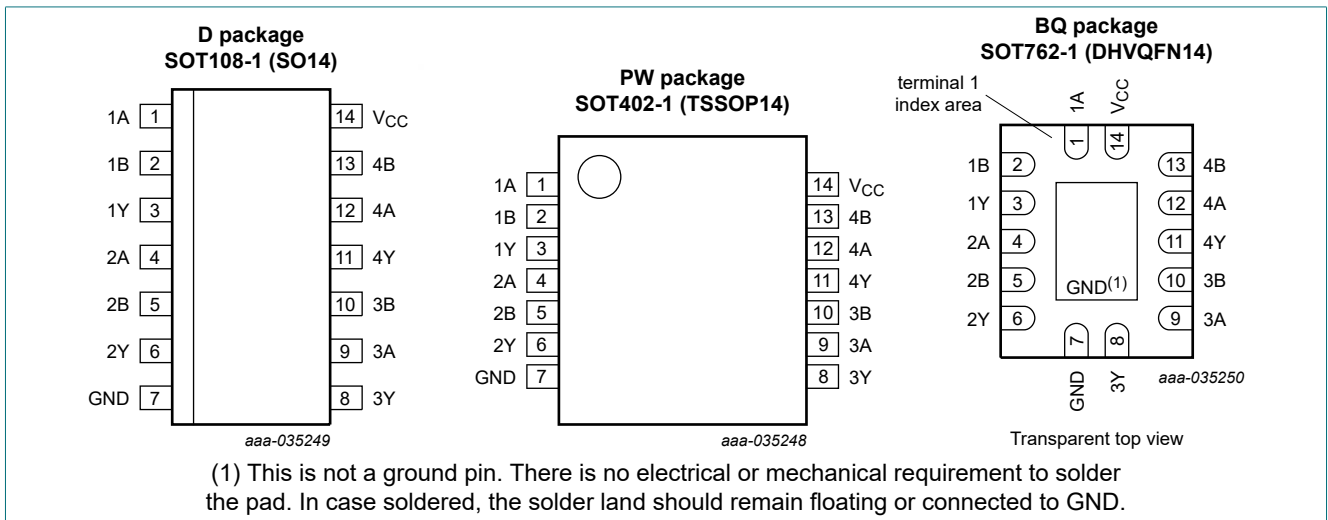 D package
SOT108-1 (SO14)
1A 1
14 VCC
1B 2
13 4B
1Y 3
12 4A
2A 4
11 4Y
2B 5
10 3B
2Y 6
9 3A
GND 7
8 3Y
aaa-035249
PW package
SOT402-1 (TSSOP14)
1A 1
14 VCC
1B 2
13 4B
1Y 3
12 4A
2A 4
11 4Y
2B 5
10 3B
2Y 6
9 3A
GND 7
8 3Y
aaa-035248
BQ package
SOT762-1 (DHVQFN14)
terminal 1
index area
1A
VCC
1
14
1B 2
13 4B
1Y 3
12 4A
2A 4
11 4Y
2B 5
10 3B
2Y 6
9 3A
GND(1)
7
8
GND
3Y
aaa-035250
Transparent top view
(1) This is not a ground pin. There is no electrical or mechanical requirement to solder
the pad. In case soldered, the solder land should remain floating or connected to GND.